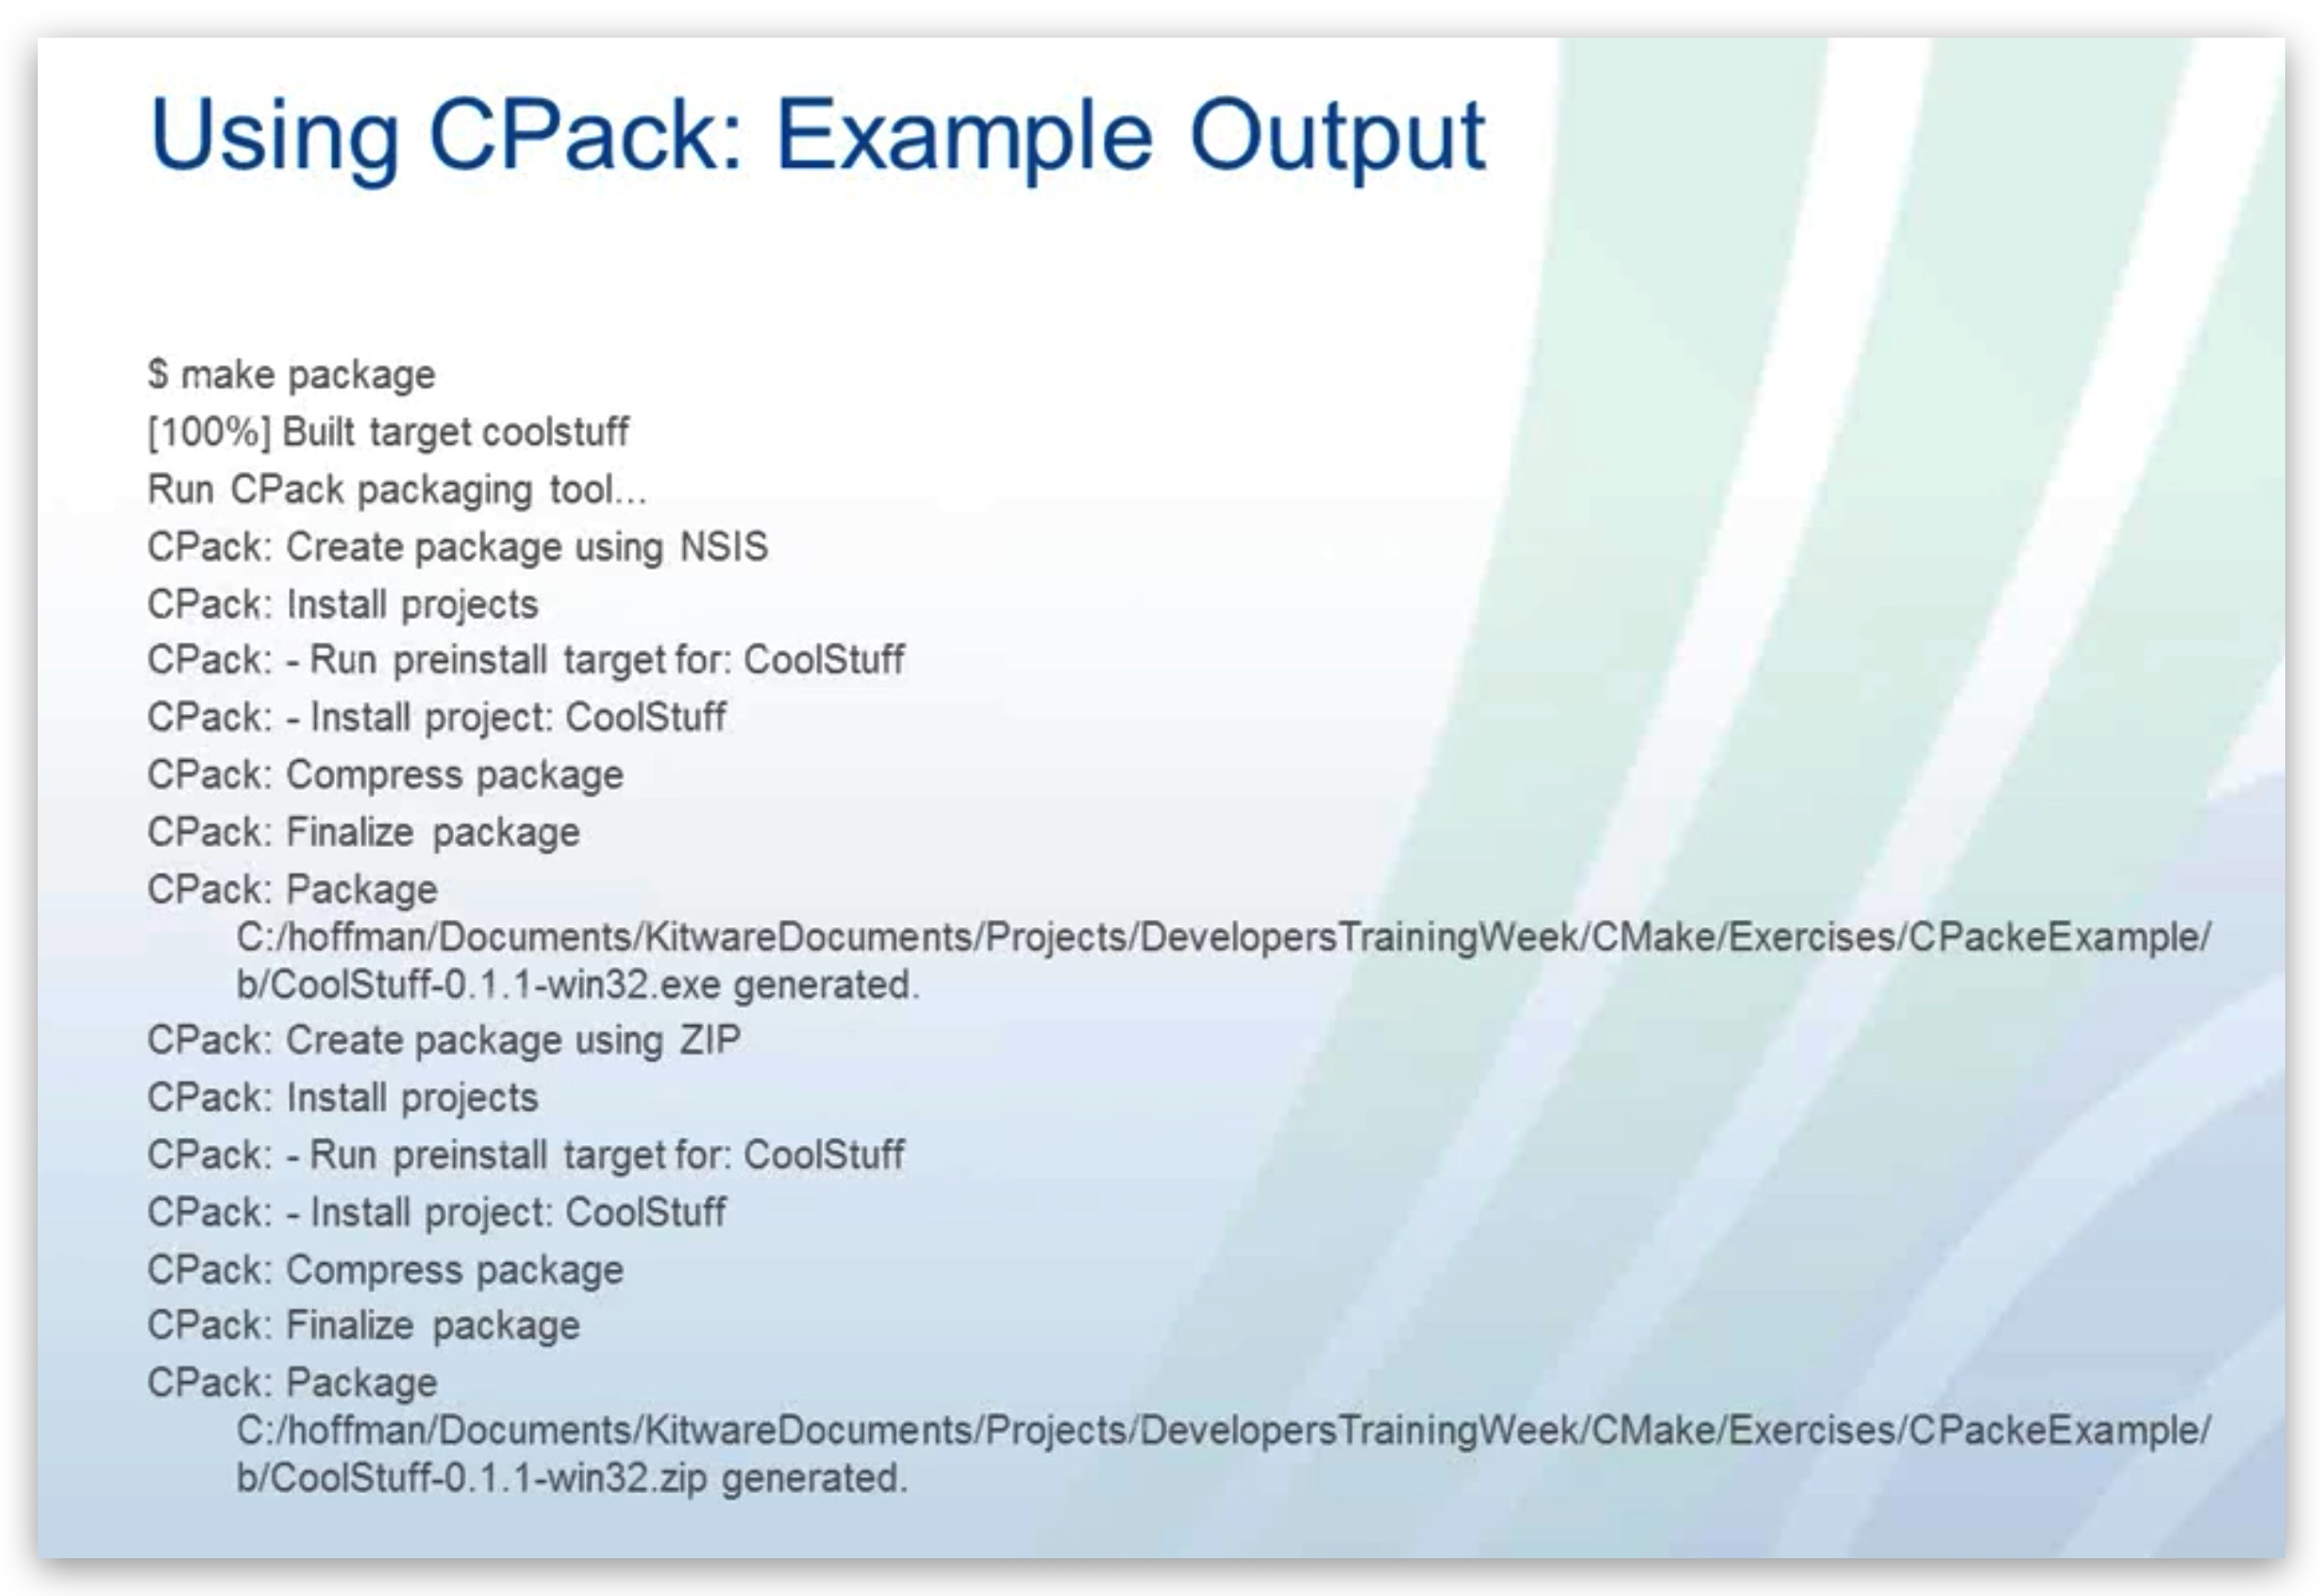 Using CPack: Example Output
$ make package
[100%] Built target coolstuff
Run CPack packaging tool...
CPack: Create package using NSIS
CPack: Install projects
CPack: - Run preinstall target for: CoolStuff
CPack: - Install project: CoolStuff
CPack: Compress package
CPack: Finalize package
CPack: Package
C:/hoffman/Documents/KitwareDocuments/Projects/DevelopersTrainingWeek/CMake/Exercises/CPackeExample/
b/CoolStuff-0.1.1-win32.exe generated.
CPack: Create package using ZIP
CPack: Install projects
CPack: - Run preinstall target for: CoolStuff
CPack: - Install project: CoolStuff
CPack: Compress package
CPack: Finalize package
CPack: Package
C:/hoffman/Documents/KitwareDocuments/Projects/DevelopersTrainingWeek/CMake/Exercises/CPackeExample/
b/CoolStuff-0.1.1-win32.zip generated.